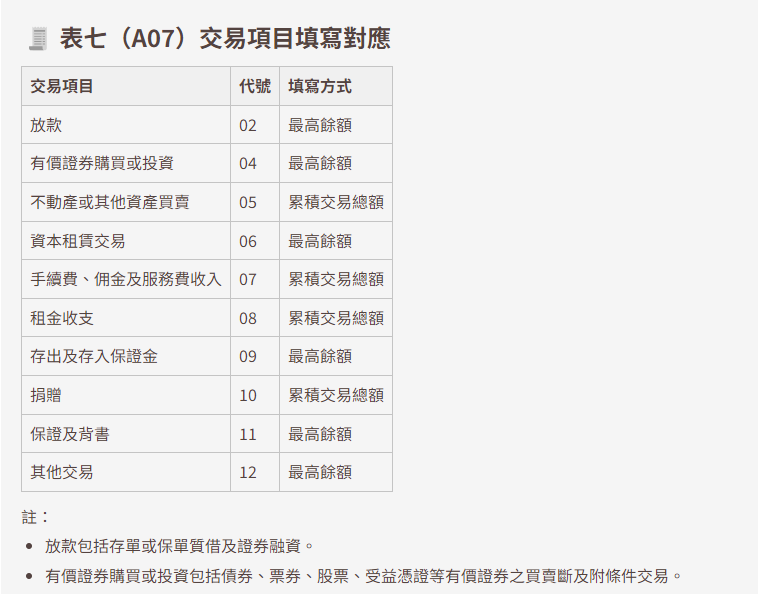 表七（A07）交易項目填寫對應
交易項目 代號 填寫方式
放款 02 最高餘額
有價證券購買或投資 04 最高餘額
不動產或其他資產買賣 05 累積交易總額
資本租賃交易 06 最高餘額
手續費、佣金及服務費收入 07 累積交易總額
租金收支 08 累積交易總額
存出及存入保證金 09 最高餘額
捐贈 10 累積交易總額
保證及背書 11 最高餘額
其他交易 12 最高餘額
註：
• 放款包括存單或保單質借及證券融資。
• 有價證券購買或投資包括債券、票券、股票、受益憑證等有價證券之買賣斷及附條件交易。